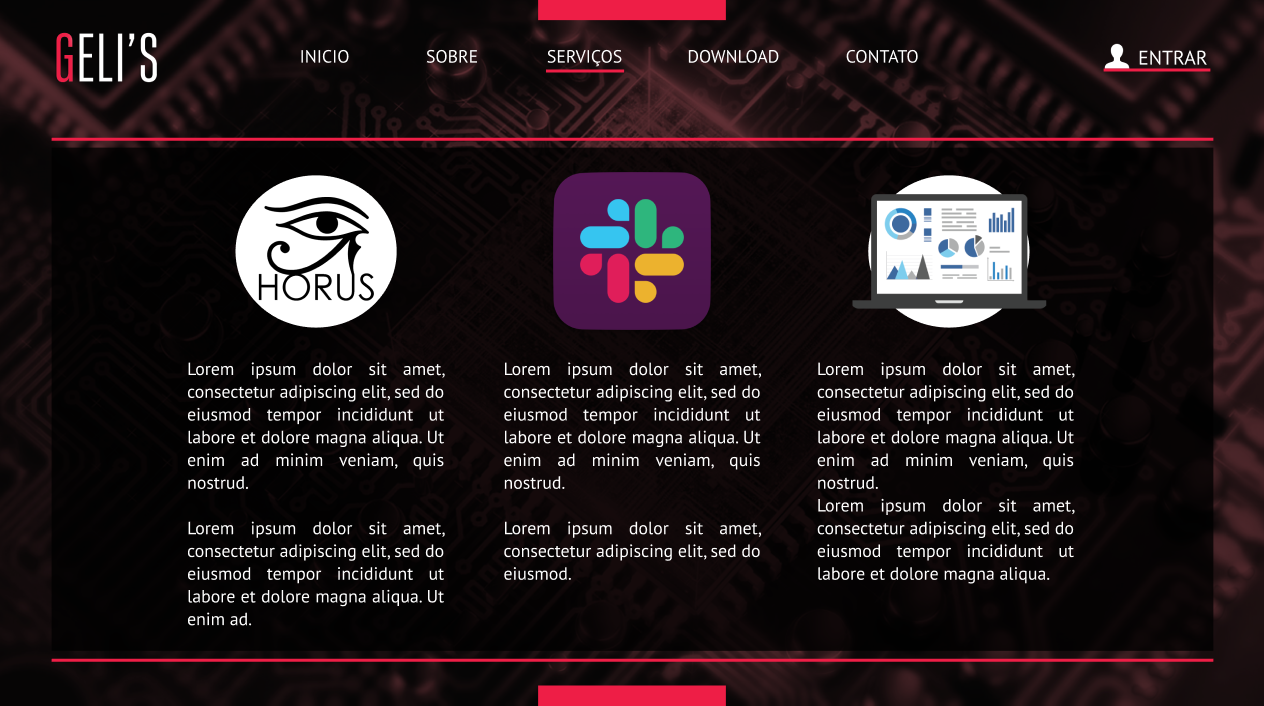 GELI'S
INICIO
SOBRE
SERVIÇOS
DOWNLOAD
CONTATO
ENTRAR
HORUS
Lorem ipsum dolor sit amet,
consectetur adipiscing elit, sed do
eiusmod tempor incididunt ut
labore et dolore magna aliqua. Ut
enim ad minim veniam, quis
nostrud.
Lorem ipsum dolor sit amet,
consectetur adipiscing elit, sed do
eiusmod tempor incididunt ut
labore et dolore magna aliqua. Ut
enim ad.
Lorem ipsum dolor sit amet,
consectetur adipiscing elit, sed do
eiusmod tempor incididunt ut
labore et dolore magna aliqua. Ut
enim ad minim veniam, quis
nostrud.
Lorem ipsum dolor sit amet,
consectetur adipiscing elit, sed do
eiusmod.
Lorem ipsum dolor sit amet,
consectetur adipiscing elit, sed do
eiusmod tempor incididunt ut
labore et dolore magna aliqua. Ut
enim ad minim veniam, quis
nostrud.
Lorem ipsum dolor sit amet,
consectetur adipiscing elit, sed do
eiusmod tempor incididunt ut
labore et dolore magna aliqua.